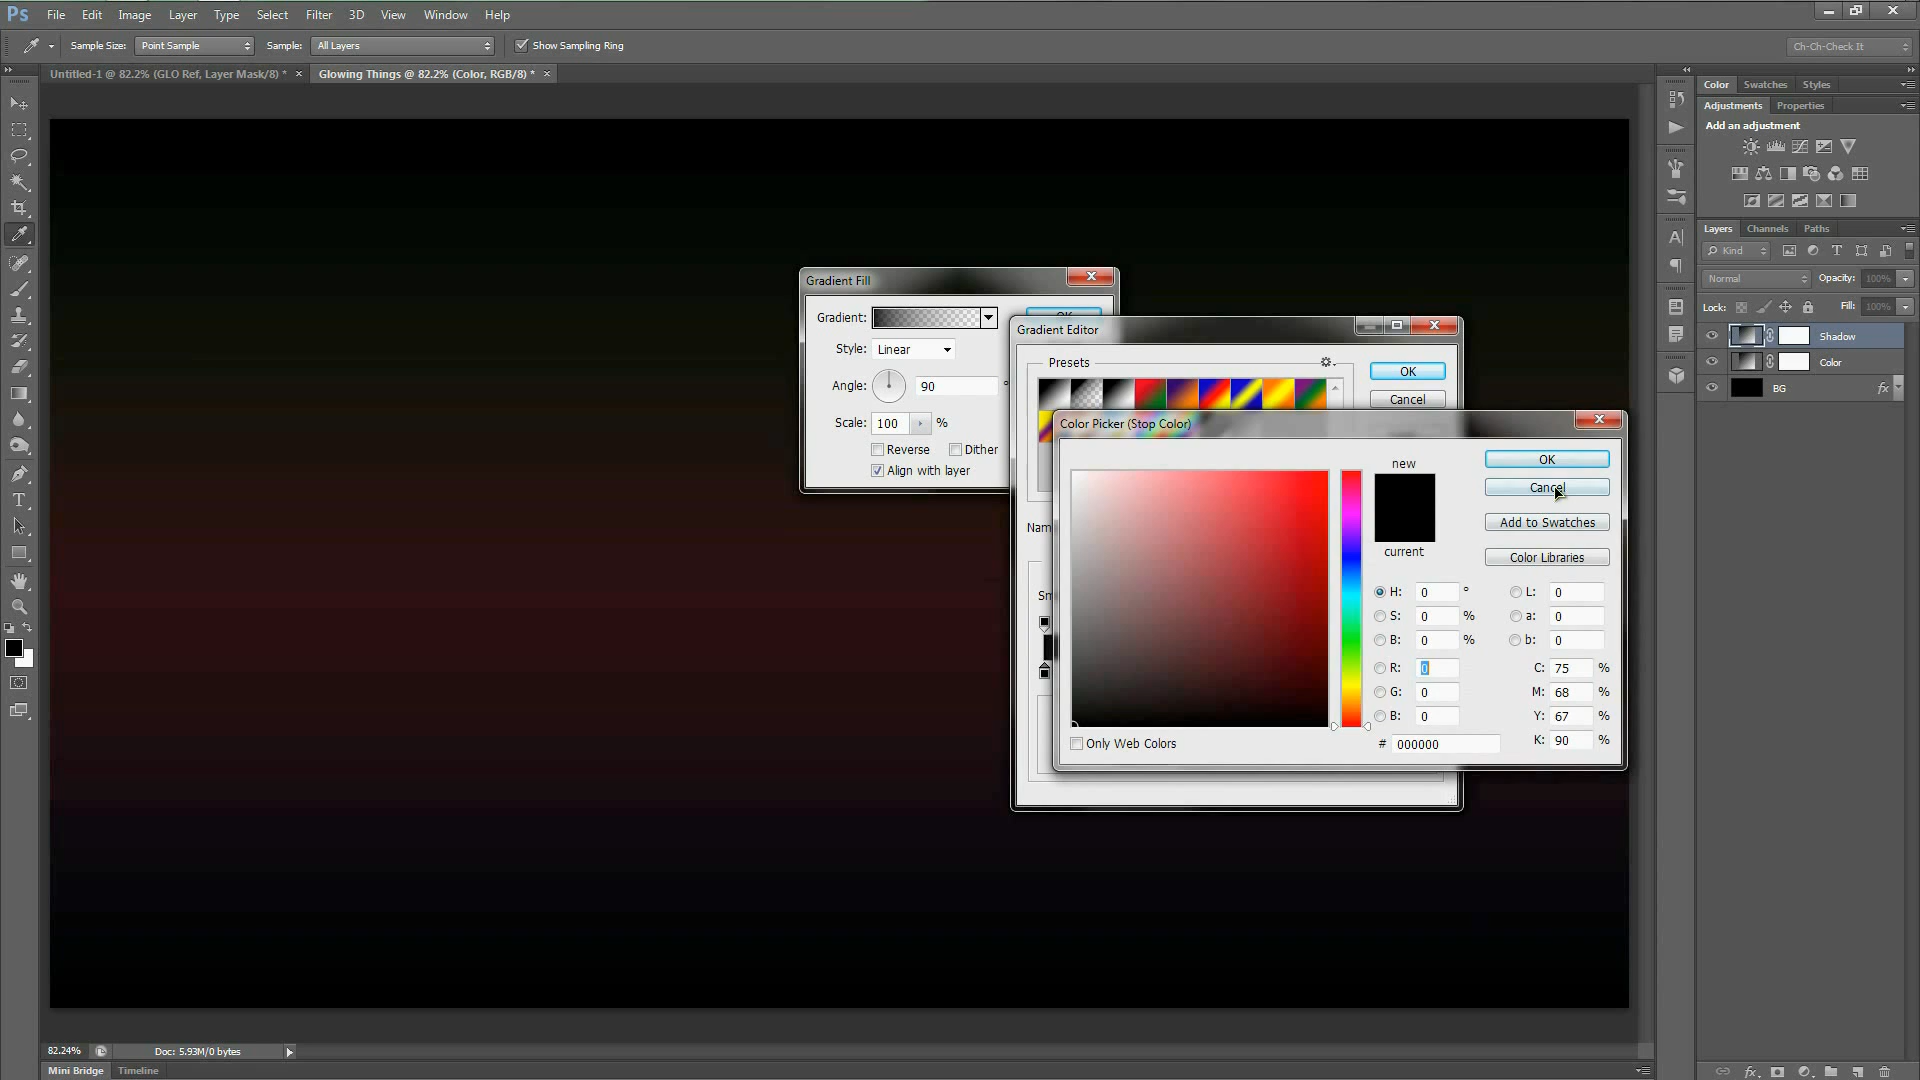 Ps File Edit Image Layer Type Select Filter 3D View Window Help
Sample Size: Point Sample Sample: All Layers Show Sampling Ring Ch-Ch-Check It
Untitled-1 @ 82.2% (GLO Ref, Layer Mask/8) * × Glowing Things @ 82.2% (Color, RGB/8) * ×
Color Swatches Styles
Adjustments Properties
Add an adjustment
Layers Channels Paths
Kind
Normal Opacity: 100%
Lock: Fill: 100%
Shadow
Color
BG fx
Gradient Fill
Gradient: OK
Style: Linear
Angle: 90 °
Scale: 100 %
Reverse Dither
Align with layer
Gradient Editor
Presets
OK
Cancel
Nam
Sm
Color Picker (Stop Color)
new
current
OK
Cancel
Add to Swatches
Color Libraries
H: 0 ° L: 0
S: 0 % a: 0
B: 0 % b: 0
R: 0 C: 75 %
G: 0 M: 68 %
B: 0 Y: 67 %
# 000000 K: 90 %
Only Web Colors
82.24% Doc: 5.93M/0 bytes
Mini Bridge Timeline